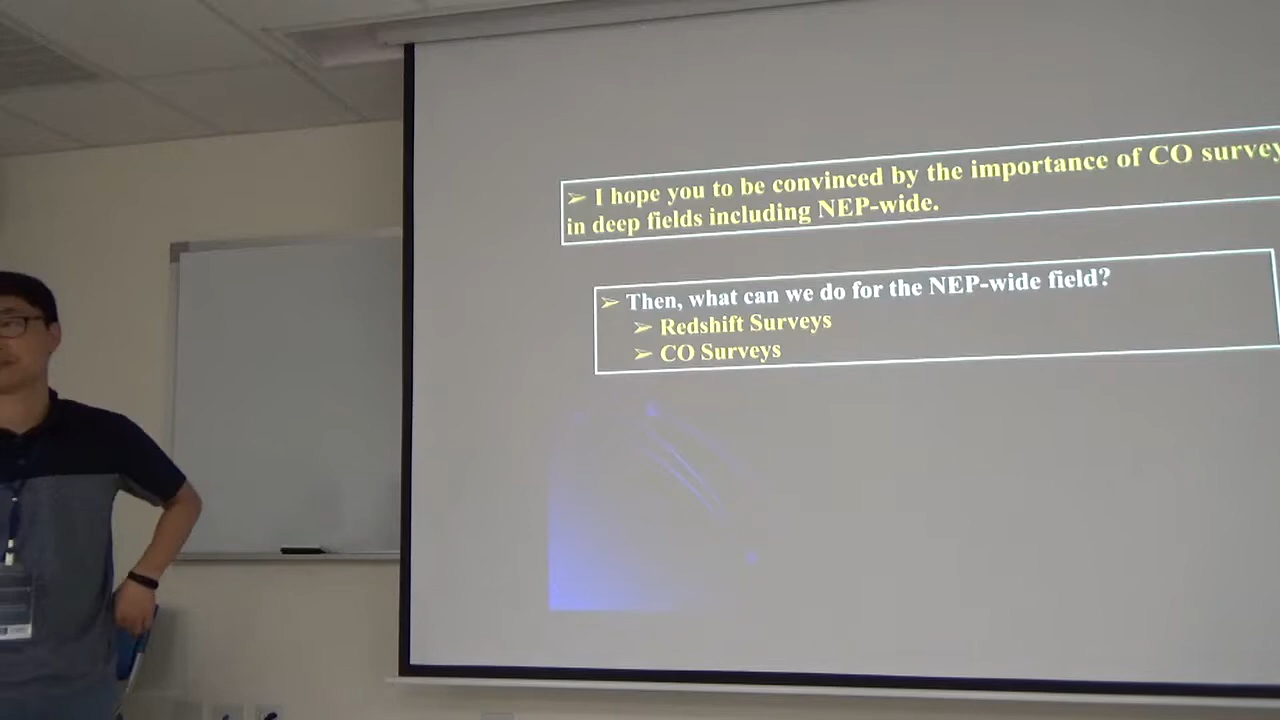 ➢ I hope you to be convinced by the importance of CO survey
in deep fields including NEP-wide.
➢ Then, what can we do for the NEP-wide field?
➢ Redshift Surveys
➢ CO Surveys